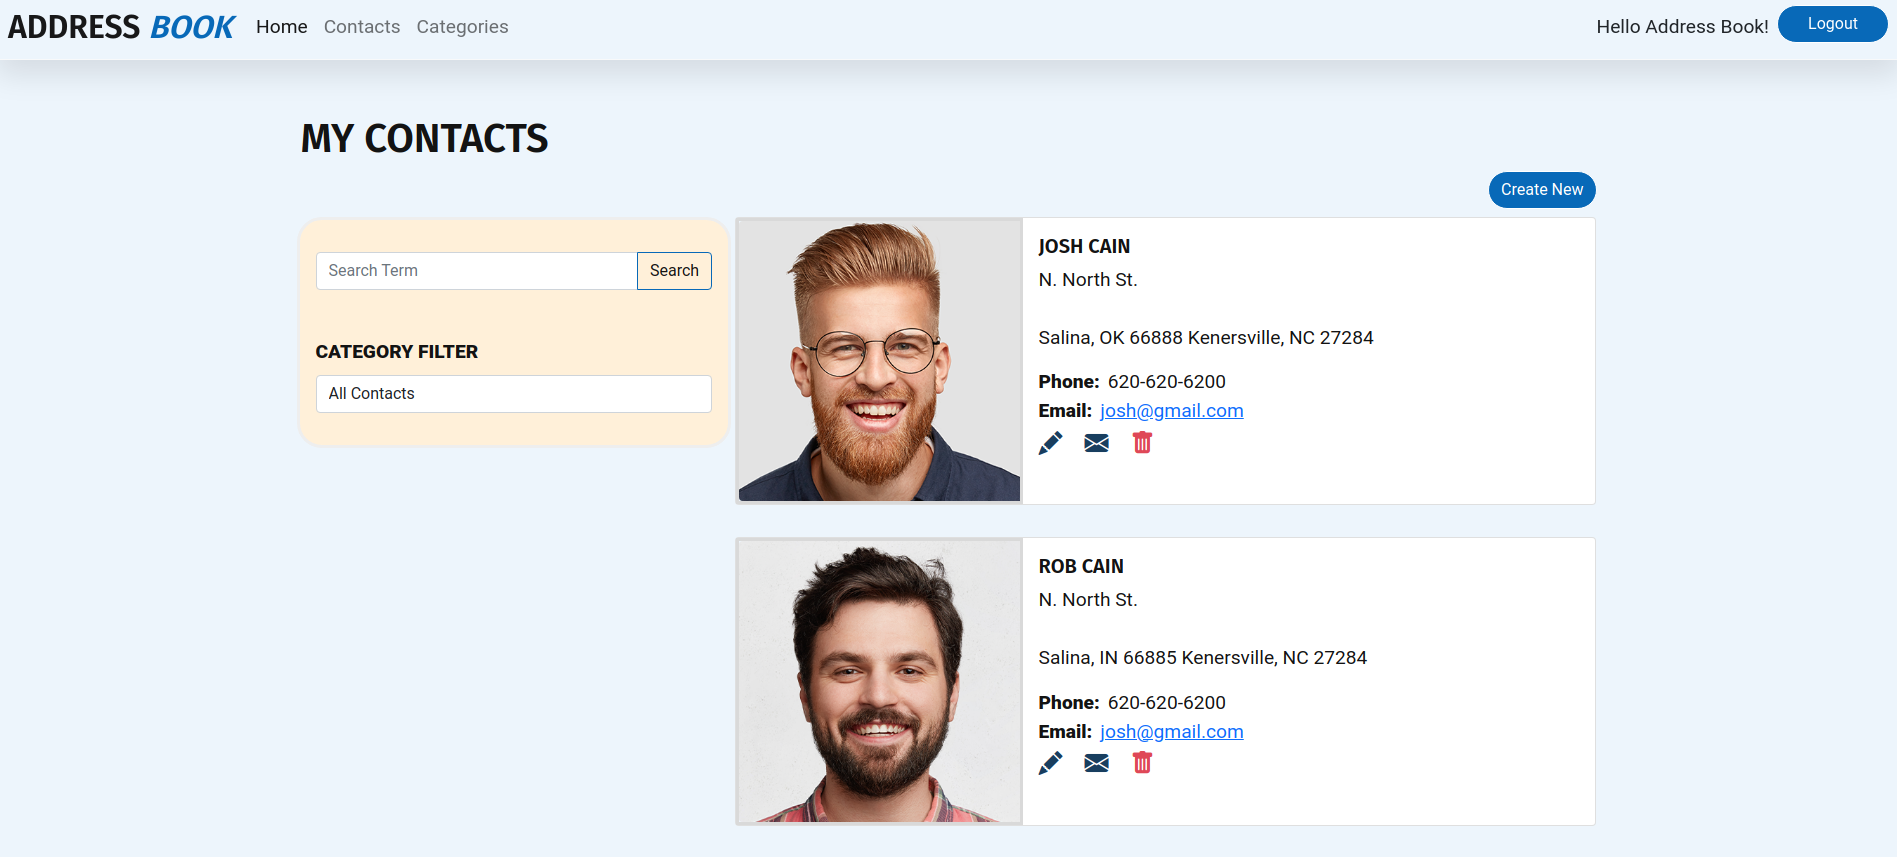 ADDRESS BOOK Home Contacts Categories Hello Address Book! Logout
MY CONTACTS
Create New
Search Term Search
CATEGORY FILTER
All Contacts
JOSH CAIN
N. North St.
Salina, OK 66888 Kenersville, NC 27284
Phone: 620-620-6200
Email: josh@gmail.com
ROB CAIN
N. North St.
Salina, IN 66885 Kenersville, NC 27284
Phone: 620-620-6200
Email: josh@gmail.com